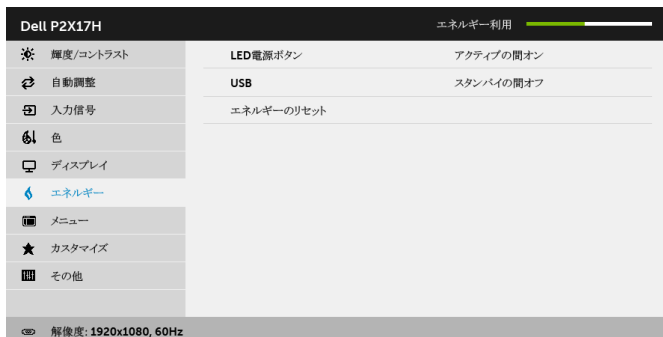 Dell P2X17H エネルギー利用
輝度/コントラスト LED電源ボタン アクティブの間オン
自動調整 USB スタンバイの間オフ
入力信号 エネルギーのリセット
色
ディスプレイ
エネルギー
メニュー
カスタマイズ
その他
解像度: 1920x1080, 60Hz